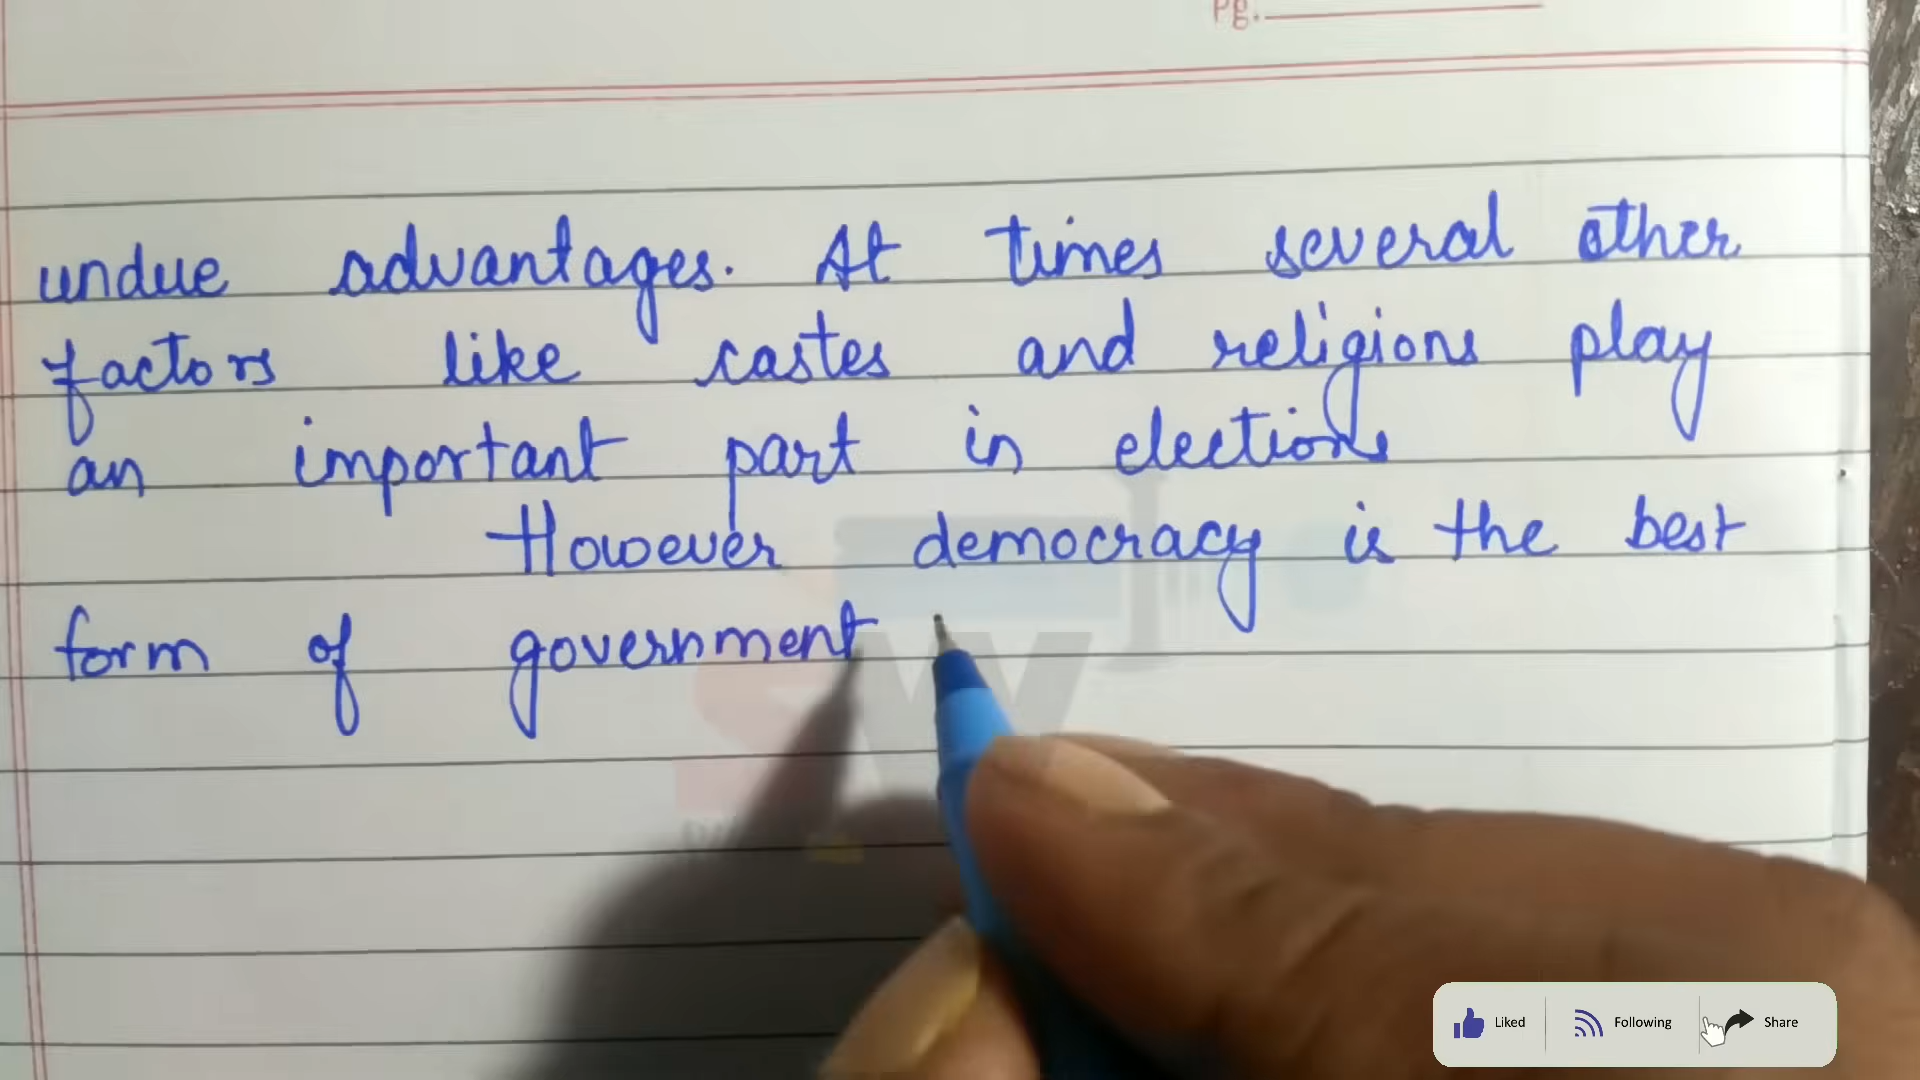 Pg.
undue advantages. At times several other
factors like castes and religions play
an important part in elections
However democracy is the best
form of government
Liked Following Share